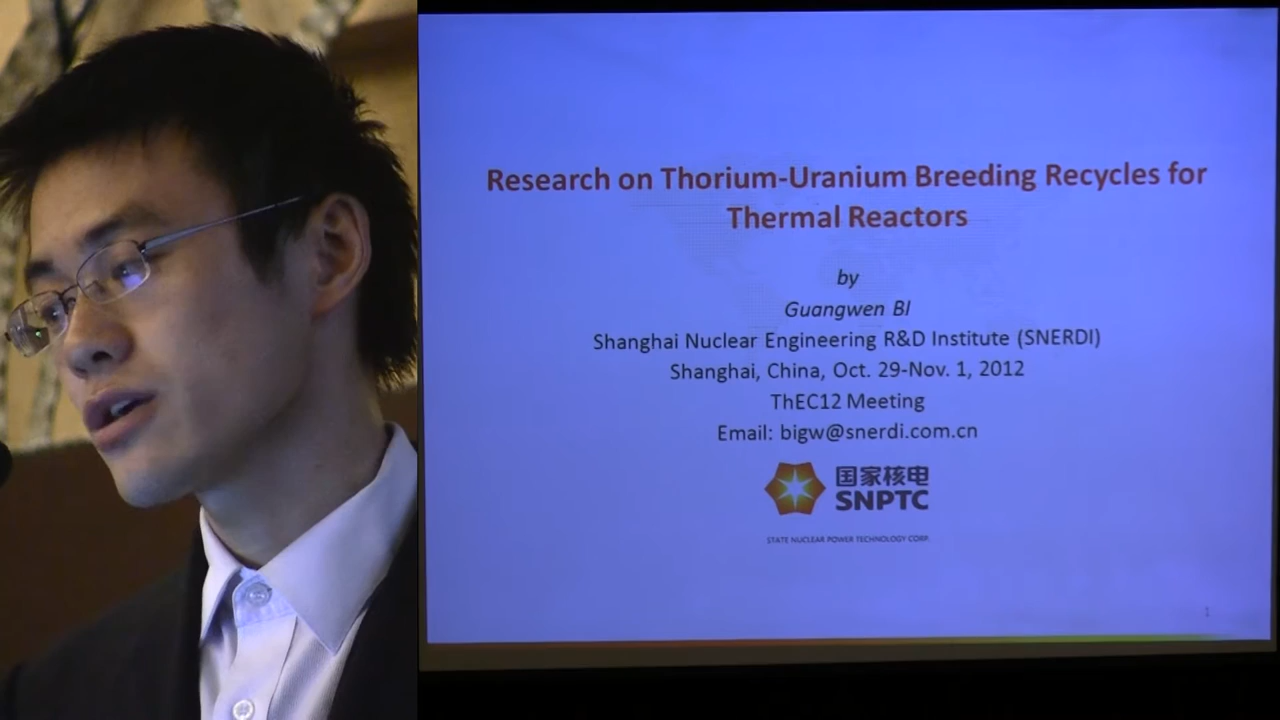 Research on Thorium-Uranium Breeding Recycles for
Thermal Reactors
by
Guangwen BI
Shanghai Nuclear Engineering R&D Institute (SNERDI)
Shanghai, China, Oct. 29-Nov. 1, 2012
ThEC12 Meeting
Email: bigw@snerdi.com.cn
国家核电
SNPTC
STATE NUCLEAR POWER TECHNOLOGY CORP.
1